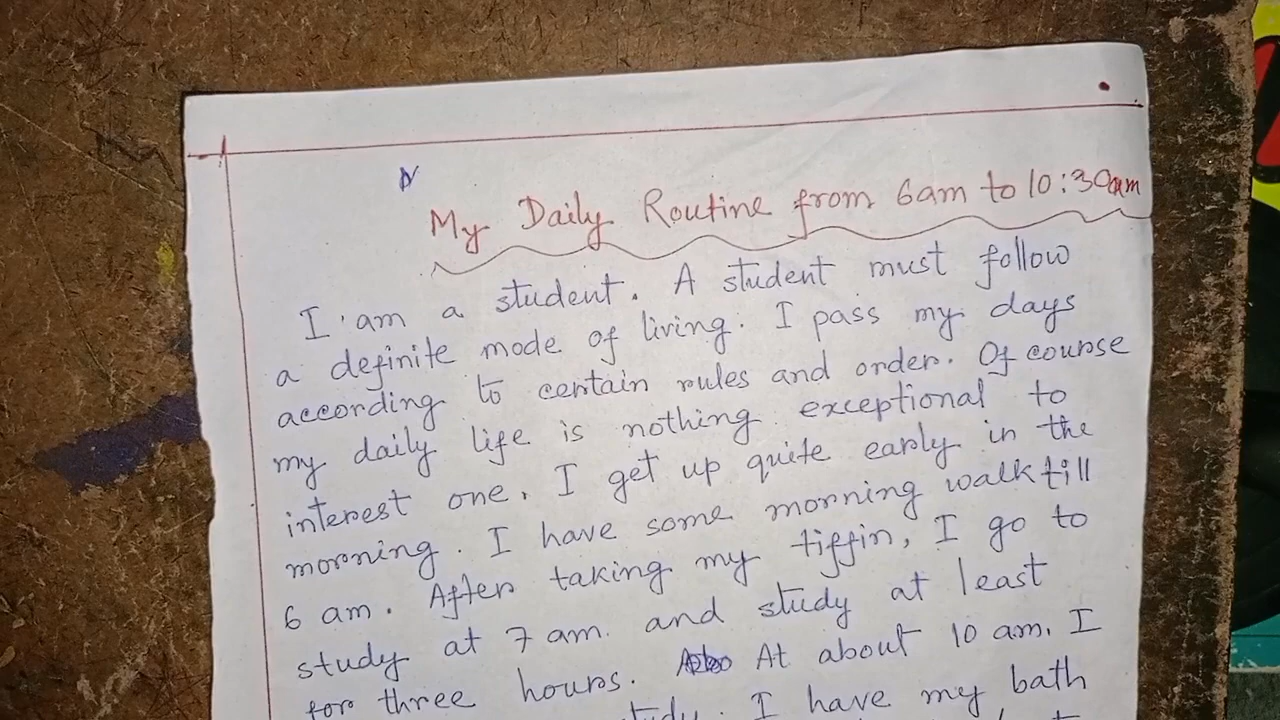 My Daily Routine from 6am to 10:30am
I am a student. A student must follow
a definite mode of living. I pass my days
according to certain rules and order. Of course
my daily life is nothing exceptional to
interest one. I get up quite early in the
morning. I have some morning walk till
6 am. After taking my tiffin, I go to
study at 7 am. and study at least
for three hours. At about 10 am. I
study. I have my bath